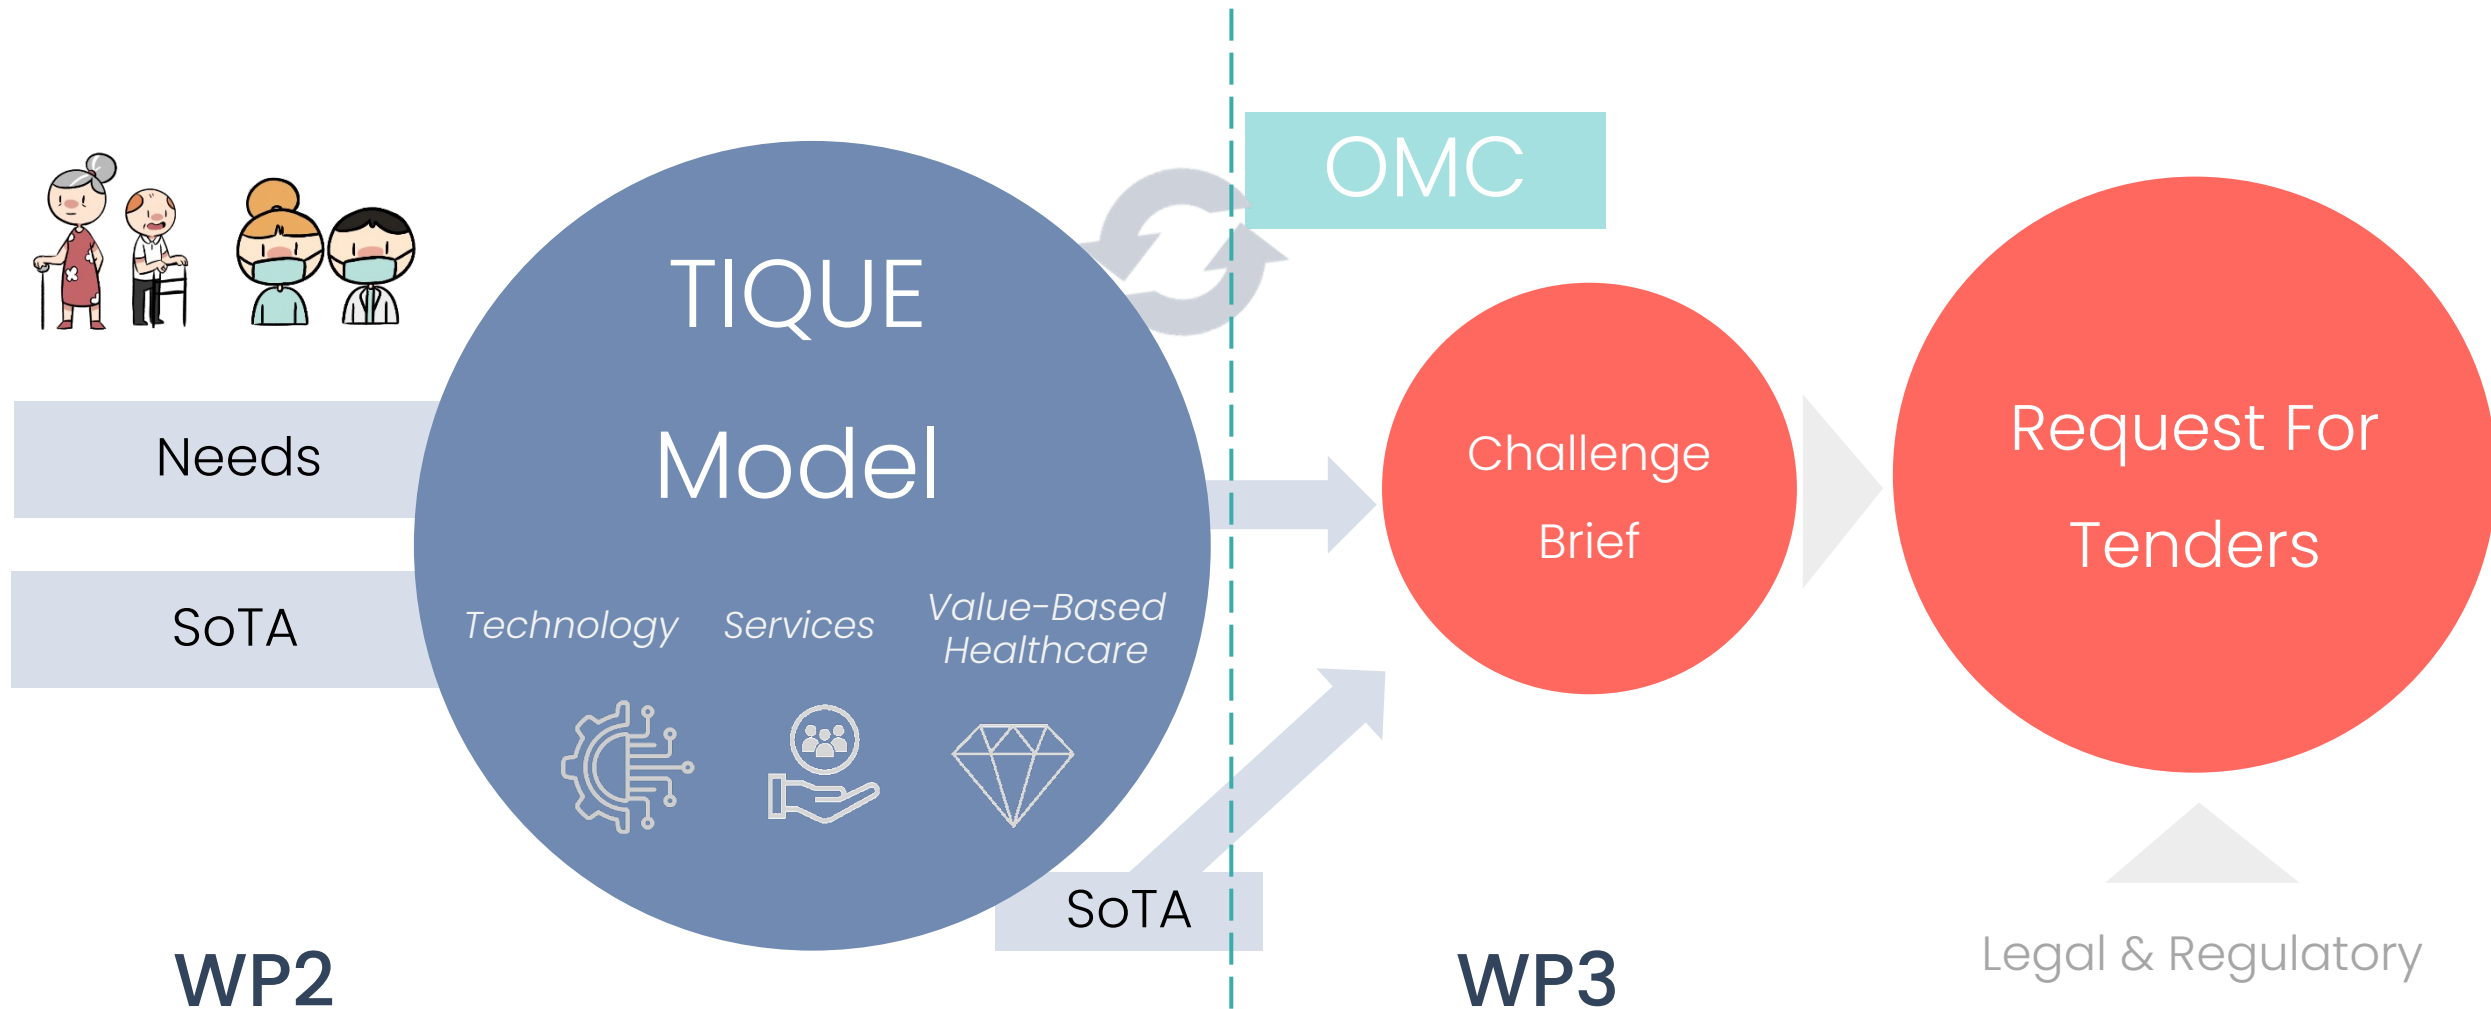 OMC
TIQUE
Model
Needs
SoTA
Technology
Services
Value-Based
Healthcare
SoTA
Challenge
Brief
Request For
Tenders
Legal & Regulatory
WP2
WP3